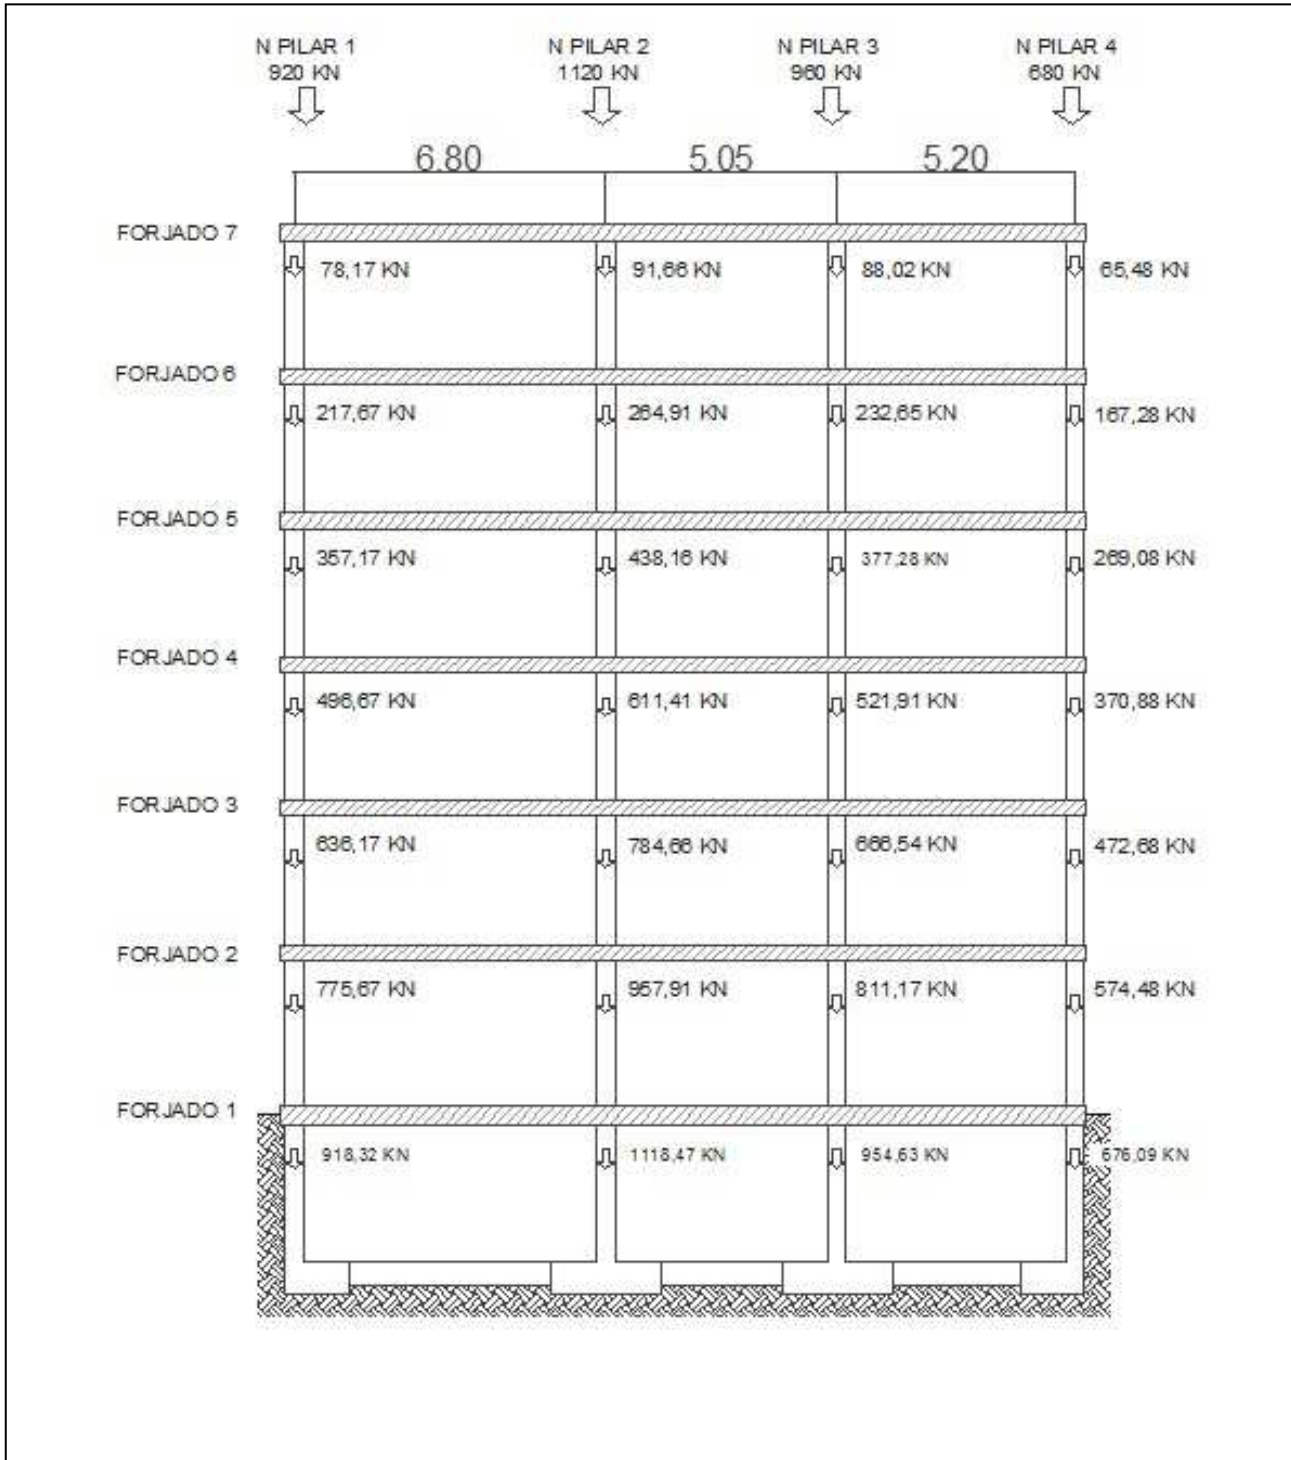 N PILAR 1 N PILAR 2 N PILAR 3 N PILAR 4
920 KN 1120 KN 960 KN 680 KN
6.80 5.05 5.20
FORJADO 7
78,17 KN 91,66 KN 88,02 KN 65,48 KN
FORJADO 6
217,67 KN 264,91 KN 232,65 KN 167,28 KN
FORJADO 5
357,17 KN 438,16 KN 377,28 KN 269,08 KN
FORJADO 4
496,67 KN 611,41 KN 521,91 KN 370,88 KN
FORJADO 3
636,17 KN 784,66 KN 666,54 KN 472,68 KN
FORJADO 2
775,67 KN 957,91 KN 811,17 KN 574,48 KN
FORJADO 1
918,32 KN 1118,47 KN 954,63 KN 676,09 KN